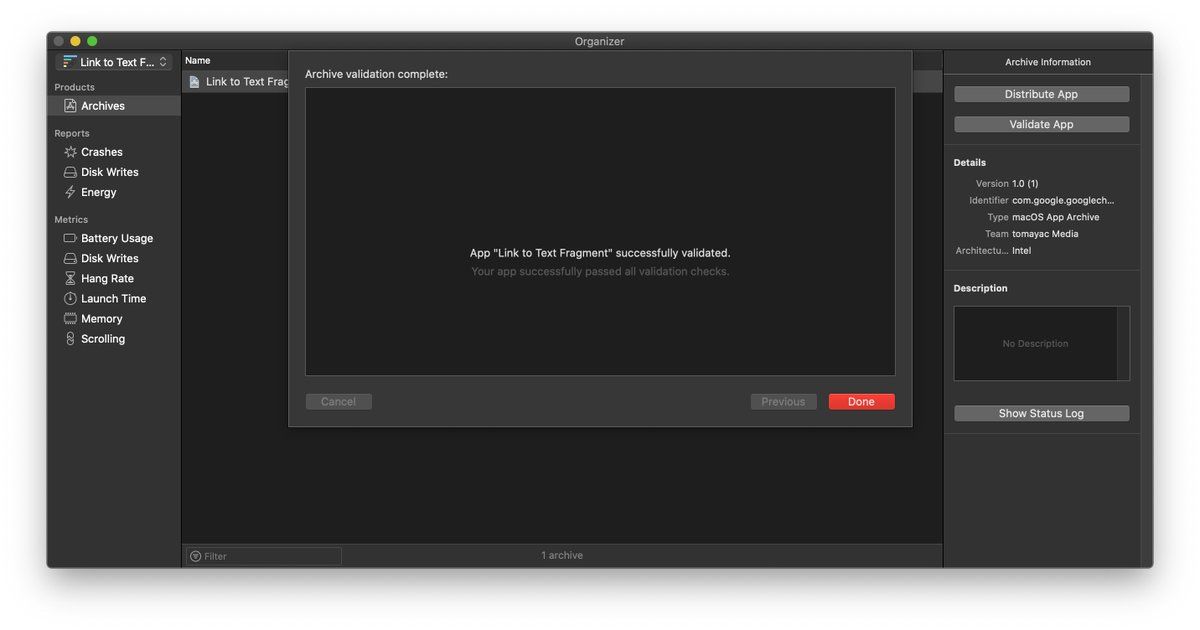 Organizer
Link to Text F...
Products
Archives
Reports
Crashes
Disk Writes
Energy
Metrics
Battery Usage
Disk Writes
Hang Rate
Launch Time
Memory
Scrolling
Name
Link to Text Frag
Filter
1 archive
Archive validation complete:
App "Link to Text Fragment" successfully validated.
Your app successfully passed all validation checks.
Cancel
Previous
Done
Archive Information
Distribute App
Validate App
Details
Version 1.0 (1)
Identifier com.google.googlech...
Type macOS App Archive
Team tomayac Media
Architectu... Intel
Description
No Description
Show Status Log